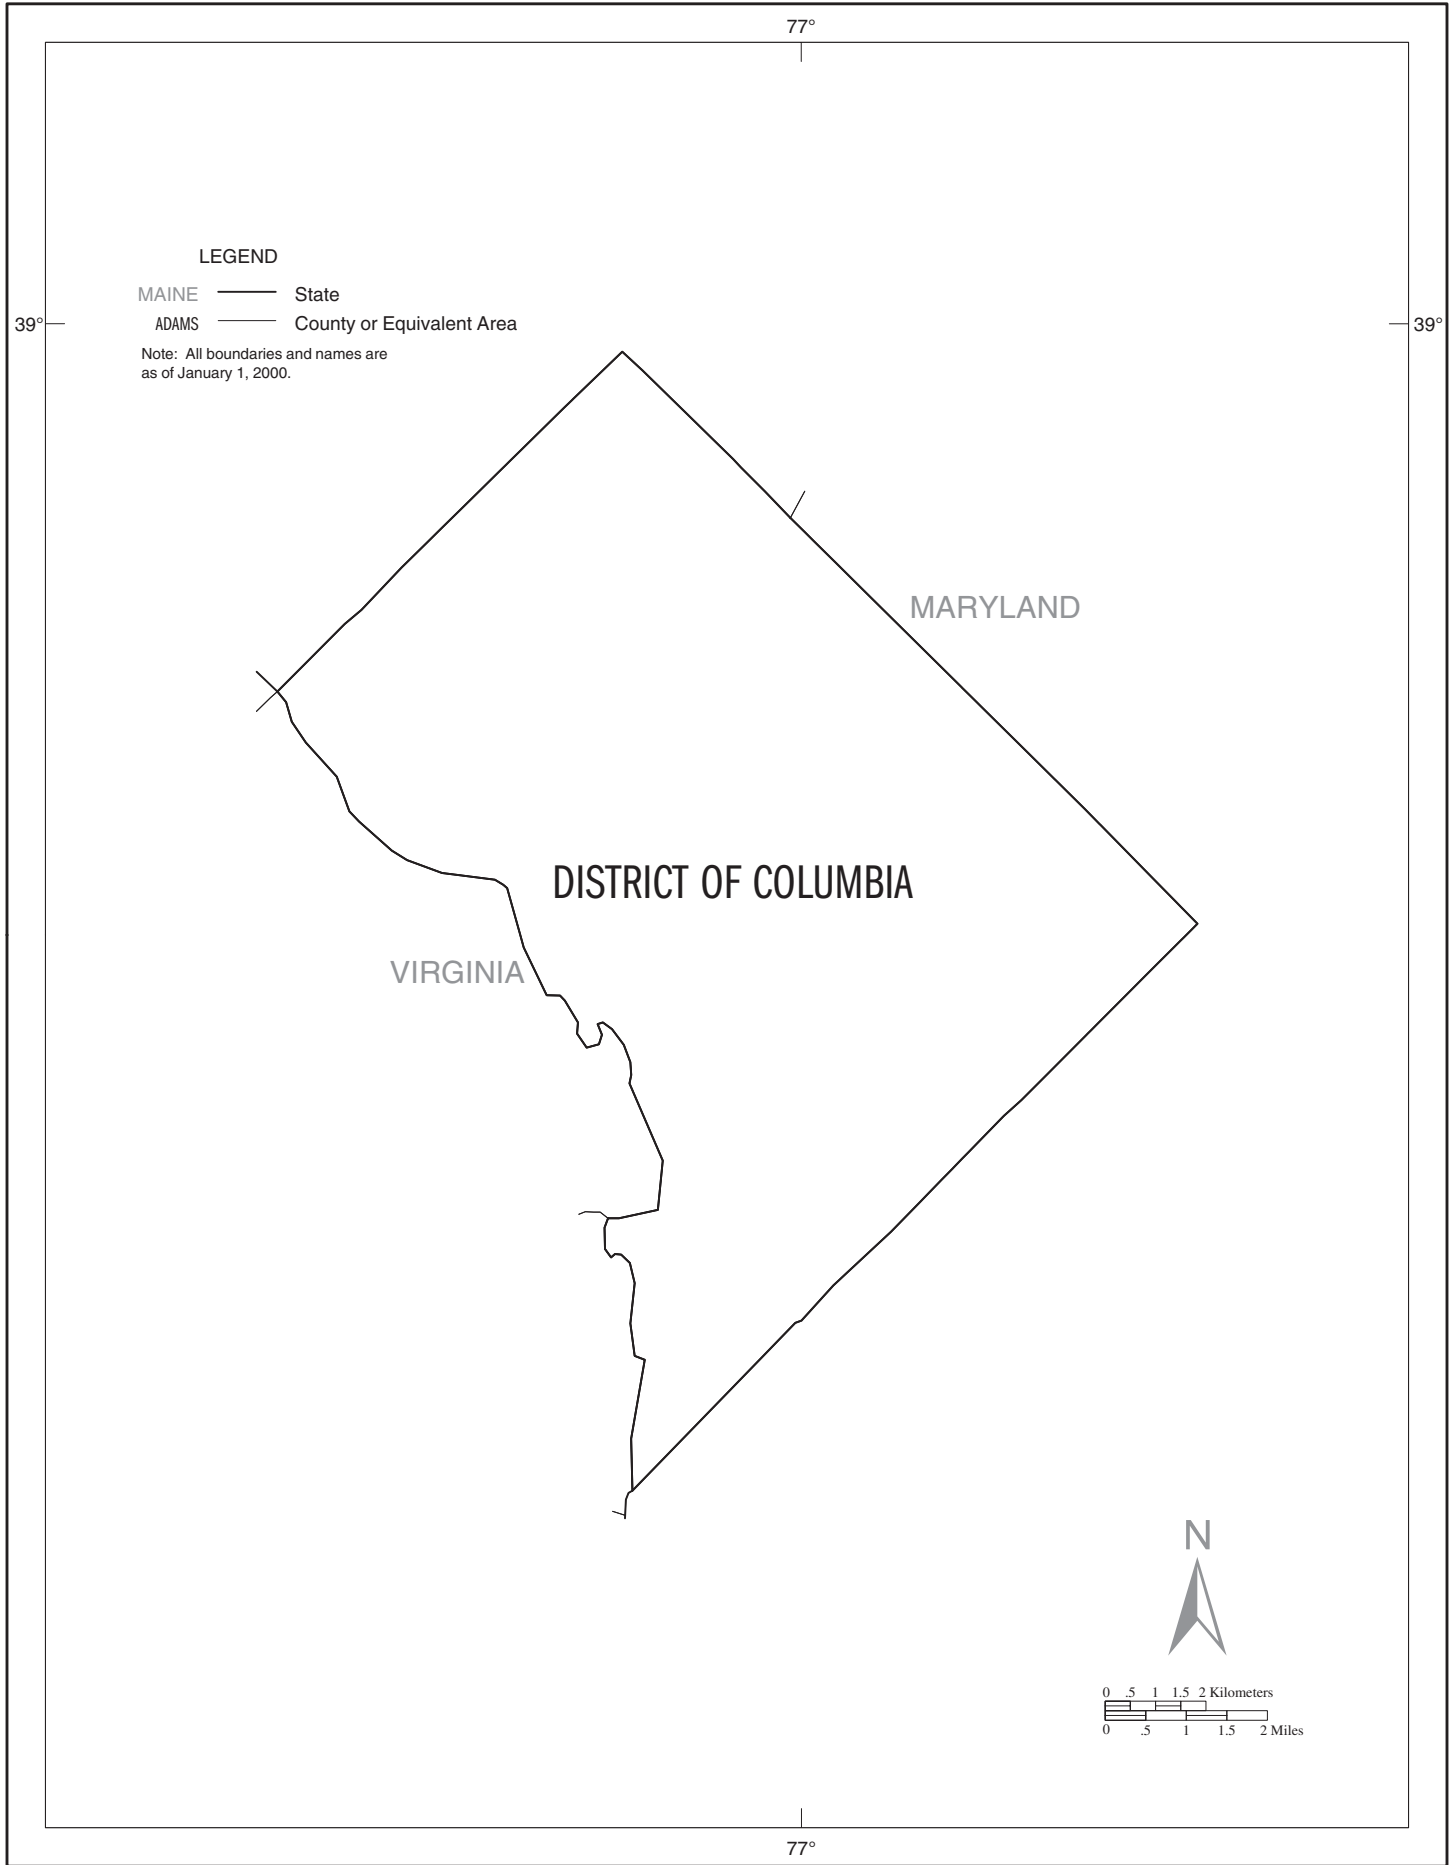 77°
LEGEND
MAINE State
39° ADAMS County or Equivalent Area 39°
Note: All boundaries and names are
as of January 1, 2000.
MARYLAND
DISTRICT OF COLUMBIA
VIRGINIA
N
0 .5 1 1.5 2 Kilometers
0 .5 1 1.5 2 Miles
77°